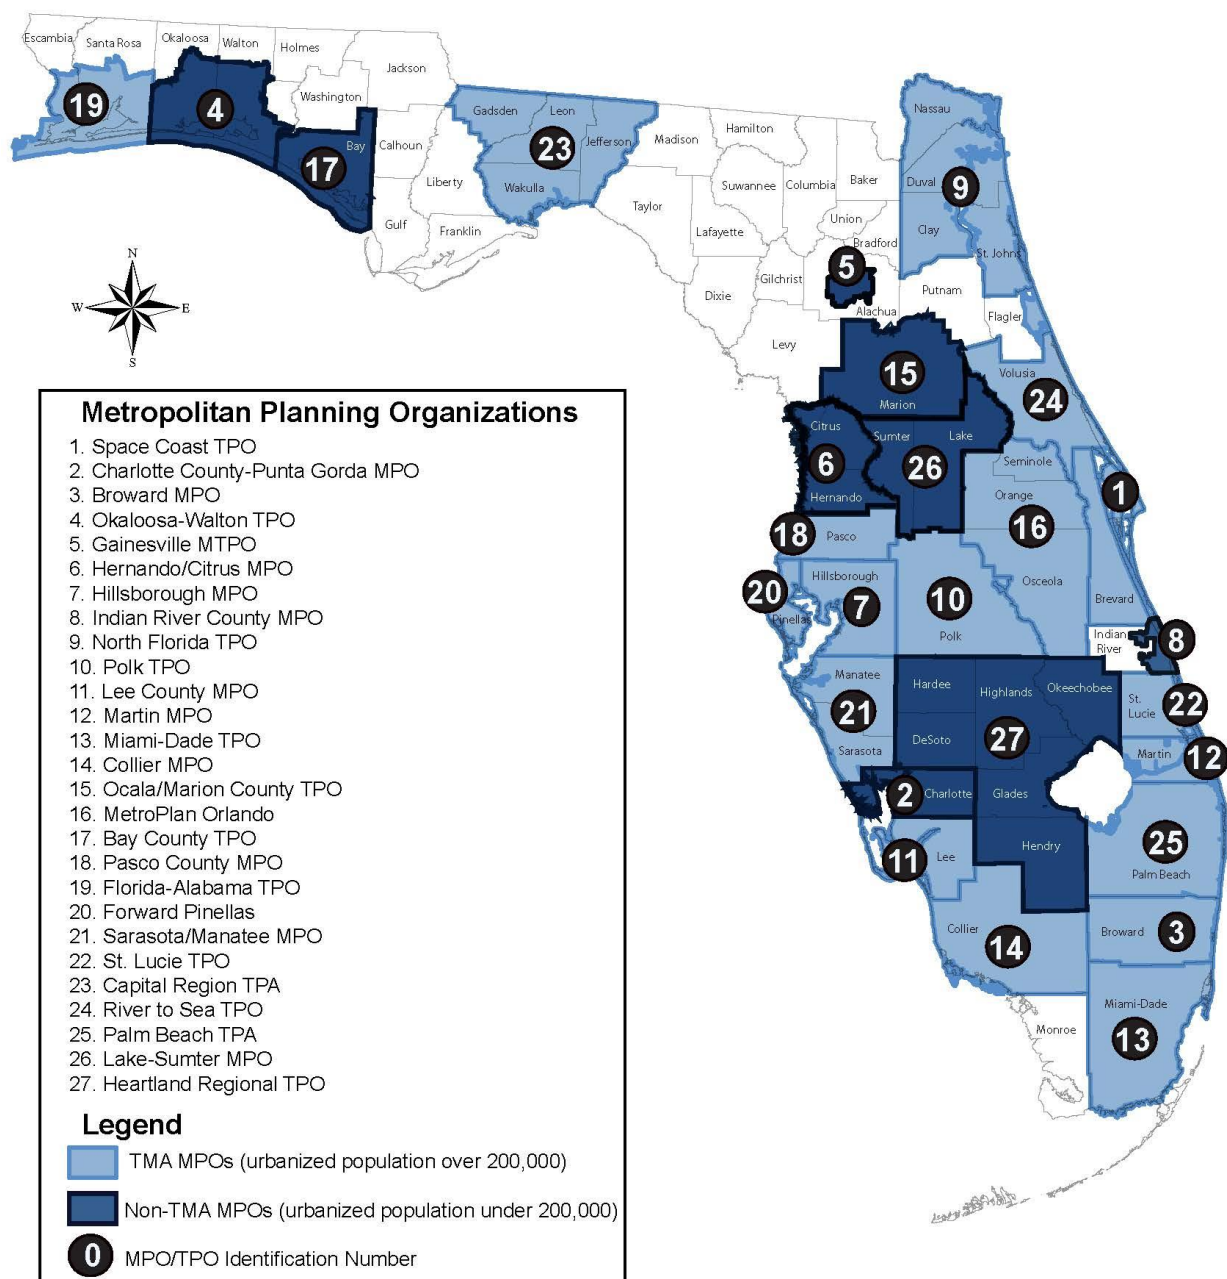 Escambia
Santa Rosa
Okaloosa
Walton
Holmes
Jackson
Washington
19
4
17
Bay
Calhoun
Gadsden
Leon
Jefferson
23
Wakulla
Liberty
Gulf
Franklin
Madison
Hamilton
Taylor
Suwannee
Columbia
Baker
Lafayette
Union
Bradford
5
Gilchrist
Dixie
Alachua
Levy
Nassau
Duval
9
Clay
St. Johns
Putnam
Flagler
N
W
E
S
15
Marion
Volusia
24
Citrus
6
Hernando
Sumter
Lake
26
Seminole
Orange
16
Osceola
1
Brevard
18
Pasco
20
Pinellas
Hillsborough
7
10
Polk
Indian
River
8
Manatee
21
Sarasota
Hardee
Highlands
Okeechobee
DeSoto
27
St.
Lucie
22
Martin
12
2
Charlotte
Glades
11
Lee
Hendry
25
Palm Beach
Collier
14
Broward
3
Miami-Dade
13
Monroe
Metropolitan Planning Organizations
1. Space Coast TPO
2. Charlotte County-Punta Gorda MPO
3. Broward MPO
4. Okaloosa-Walton TPO
5. Gainesville MTPO
6. Hernando/Citrus MPO
7. Hillsborough MPO
8. Indian River County MPO
9. North Florida TPO
10. Polk TPO
11. Lee County MPO
12. Martin MPO
13. Miami-Dade TPO
14. Collier MPO
15. Ocala/Marion County TPO
16. MetroPlan Orlando
17. Bay County TPO
18. Pasco County MPO
19. Florida-Alabama TPO
20. Forward Pinellas
21. Sarasota/Manatee MPO
22. St. Lucie TPO
23. Capital Region TPA
24. River to Sea TPO
25. Palm Beach TPA
26. Lake-Sumter MPO
27. Heartland Regional TPO
Legend
TMA MPOs (urbanized population over 200,000)
Non-TMA MPOs (urbanized population under 200,000)
0 MPO/TPO Identification Number